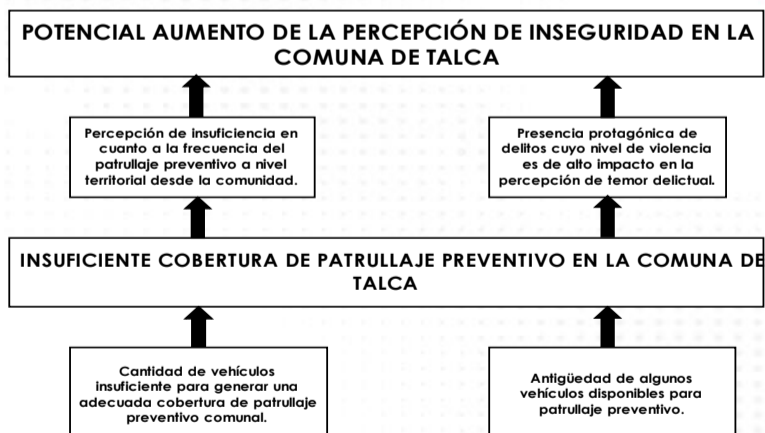 POTENCIAL AUMENTO DE LA PERCEPCIÓN DE INSEGURIDAD EN LA
COMUNA DE TALCA
Percepción de insuficiencia en
cuanto a la frecuencia del
patrullaje preventivo a nivel
territorial desde la comunidad.
Presencia protagónica de
delitos cuyo nivel de violencia
es de alto impacto en la
percepción de temor delictual.
INSUFICIENTE COBERTURA DE PATRULLAJE PREVENTIVO EN LA COMUNA DE
TALCA
Cantidad de vehículos
insuficiente para generar una
adecuada cobertura de patrullaje
preventivo comunal.
Antigüedad de algunos
vehículos disponibles para
patrullaje preventivo.